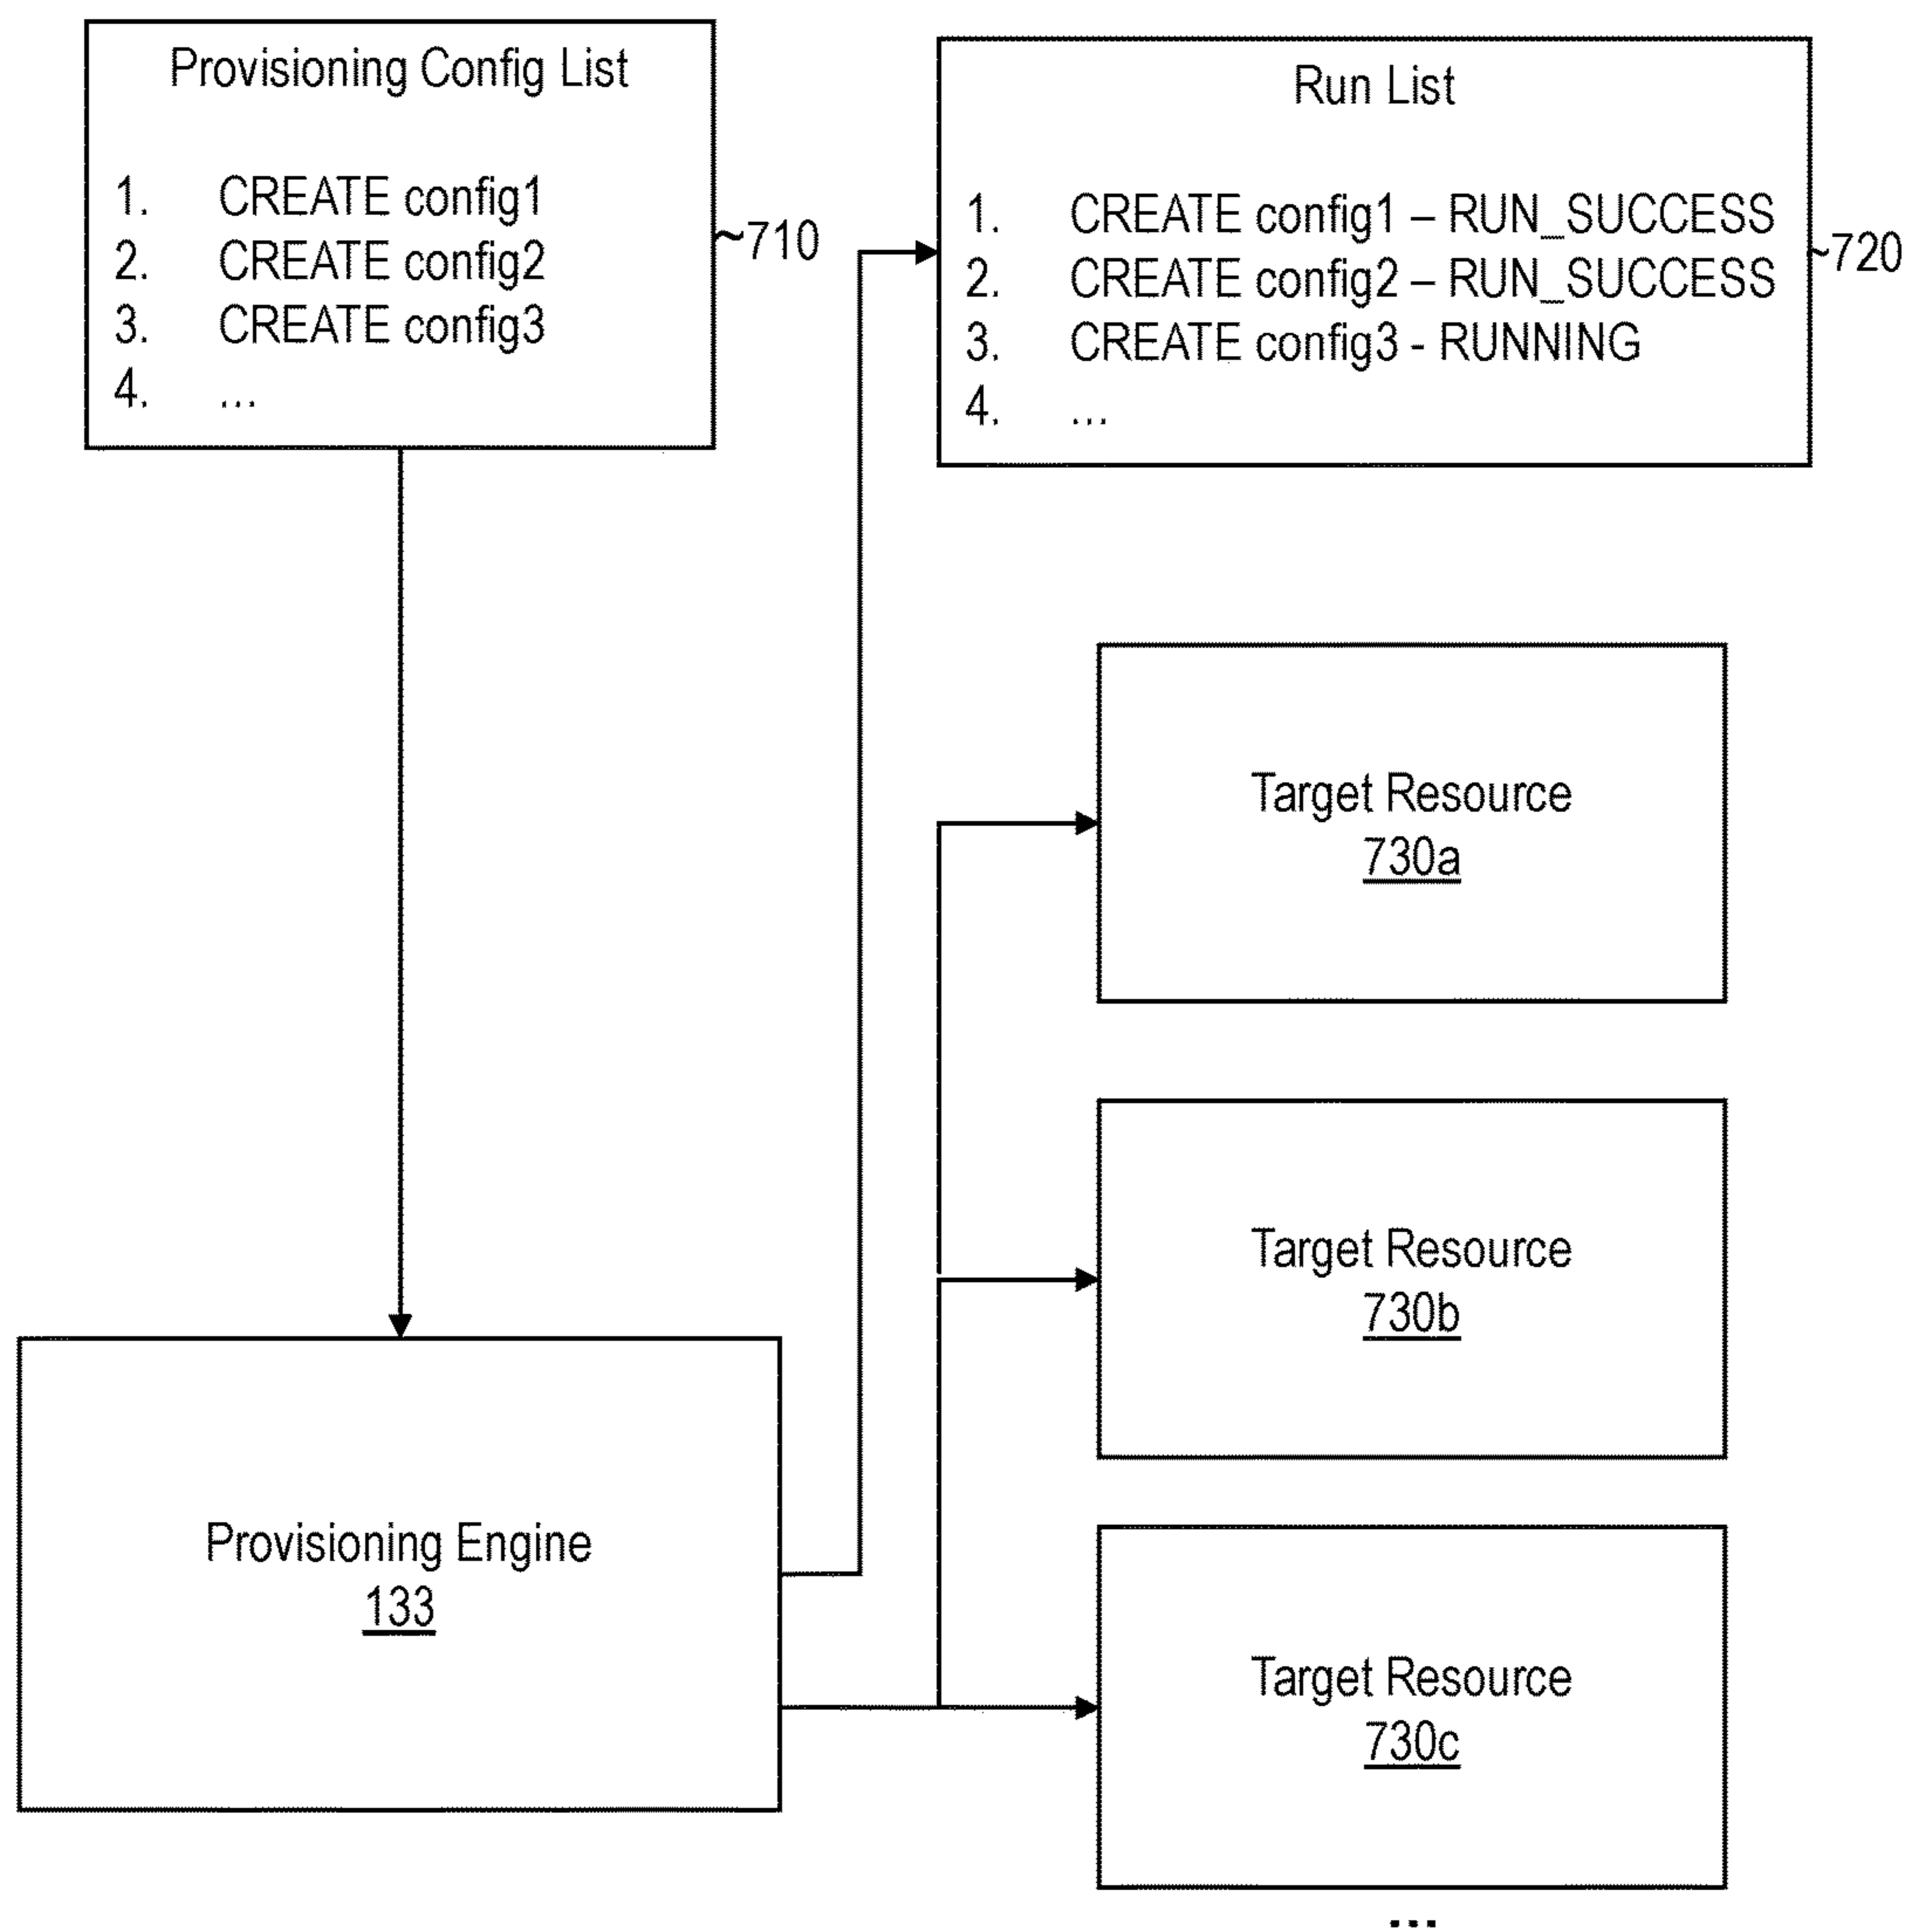 Provisioning Config List
1. CREATE config1
2. CREATE config2
3. CREATE config3
4. ...
~710
Run List
1. CREATE config1 – RUN_SUCCESS
2. CREATE config2 – RUN_SUCCESS
3. CREATE config3 - RUNNING
4. ...
~720
Target Resource
730a
Target Resource
730b
Provisioning Engine
133
Target Resource
730c
...